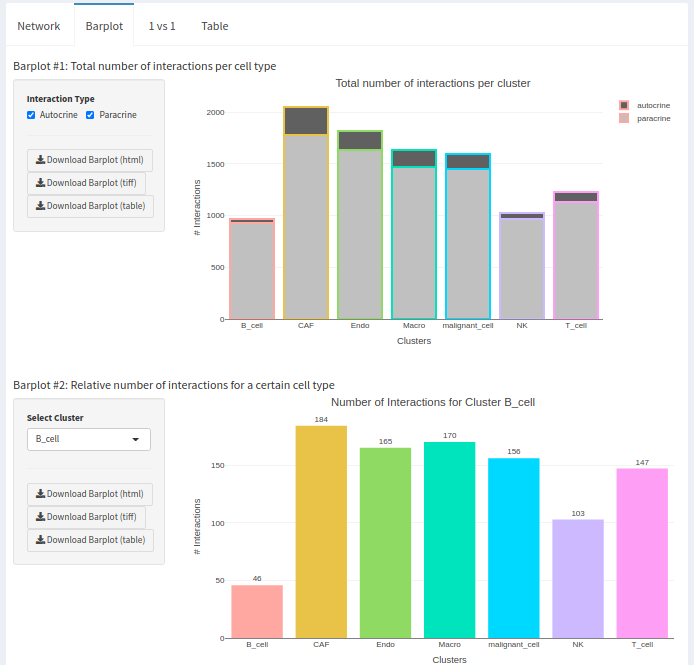 Network Barplot 1 vs 1 Table
Barplot #1: Total number of interactions per cell type
Interaction Type
Autocrine Paracrine
Download Barplot (html)
Download Barplot (tiff)
Download Barplot (table)
Total number of interactions per cluster
autocrine
paracrine
# Interactions
2000
1500
1000
500
0
B_cell CAF Endo Macro malignant_cell NK T_cell
Clusters
Barplot #2: Relative number of interactions for a certain cell type
Select Cluster
B_cell
Download Barplot (html)
Download Barplot (tiff)
Download Barplot (table)
Number of Interactions for Cluster B_cell
# Interactions
150
100
50
0
46 184 165 170 156 103 147
B_cell CAF Endo Macro malignant_cell NK T_cell
Clusters